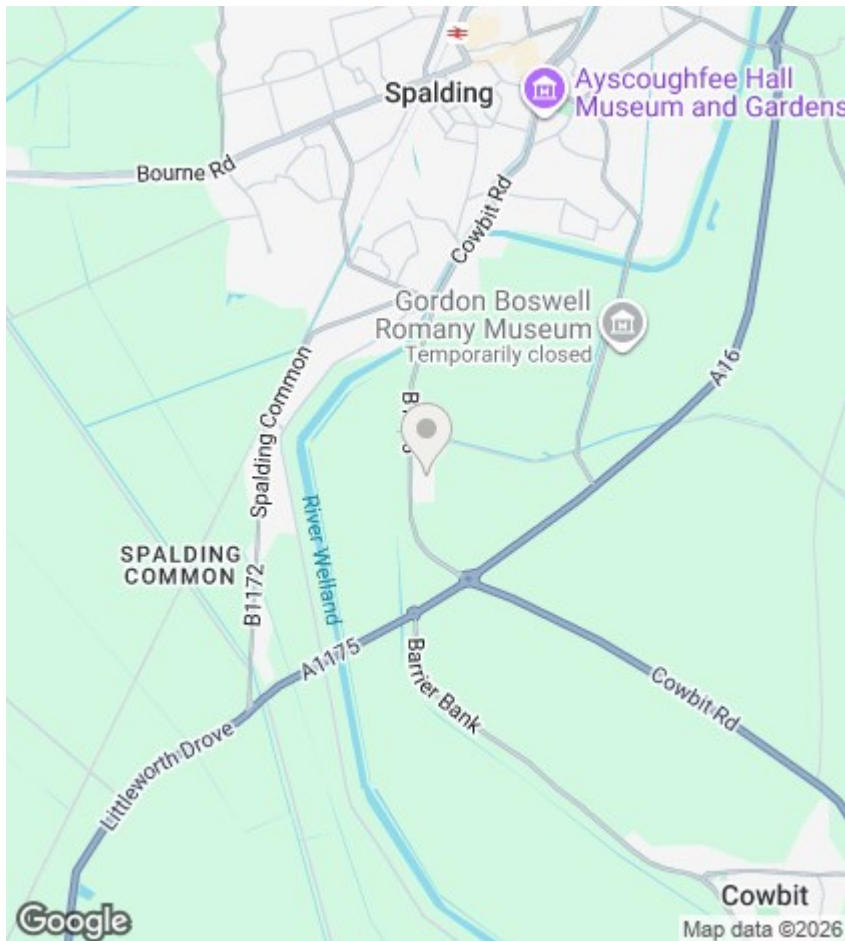 Spalding
Ayscoughfee Hall
Museum and Gardens
Bourne Rd
Cowbit Rd
Gordon Boswell
Romany Museum
Temporarily closed
A16
Spalding Common
River Welland
SPALDING
COMMON
B1172
A1175
Barrier Bank
Cowbit Rd
Littleworth Drove
Cowbit
Google
Map data ©2026